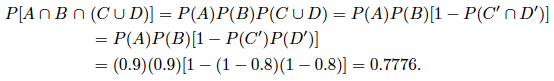 P[A ∩ B ∩ (C ∪ D)] = P(A)P(B)P(C ∪ D) = P(A)P(B)[1 − P(C′ ∩ D′)]
= P(A)P(B)[1 − P(C′)P(D′)]
= (0.9)(0.9)[1 − (1 − 0.8)(1 − 0.8)] = 0.7776.